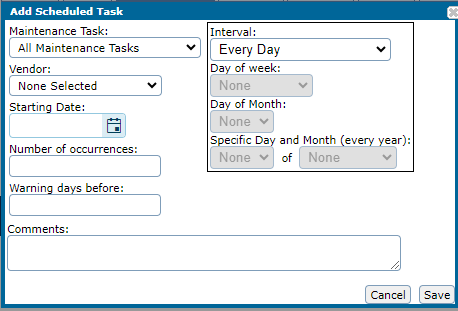 Add Scheduled Task
Maintenance Task:
All Maintenance Tasks
Vendor:
None Selected
Starting Date:
Number of occurrences:
Warning days before:
Interval:
Every Day
Day of week:
None
Day of Month:
None
Specific Day and Month (every year):
None of None
Comments:
Cancel Save